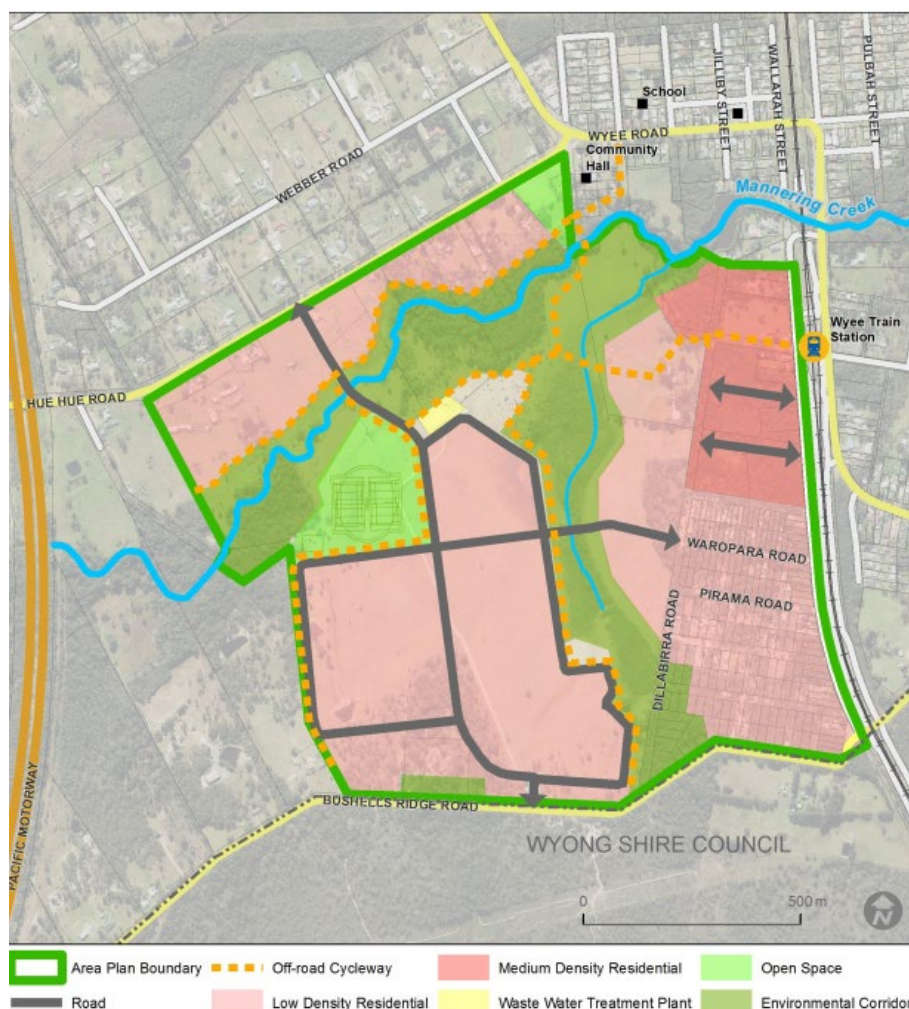 PULBAH STREET
WALLARAH STREET
JILLIBY STREET
School
WYEE ROAD
Community
Hall
WEBBER ROAD
Mannering Creek
Wyee Train
Station
HUE HUE ROAD
WAROPARA ROAD
PIRAMA ROAD
DILLABIRRA ROAD
BUSHELLS RIDGE ROAD
PACIFIC MOTORWAY
WYONG SHIRE COUNCIL
0 500 m
N
Area Plan Boundary Off-road Cycleway Medium Density Residential Open Space
Road Low Density Residential Waste Water Treatment Plant Environmental Corridor